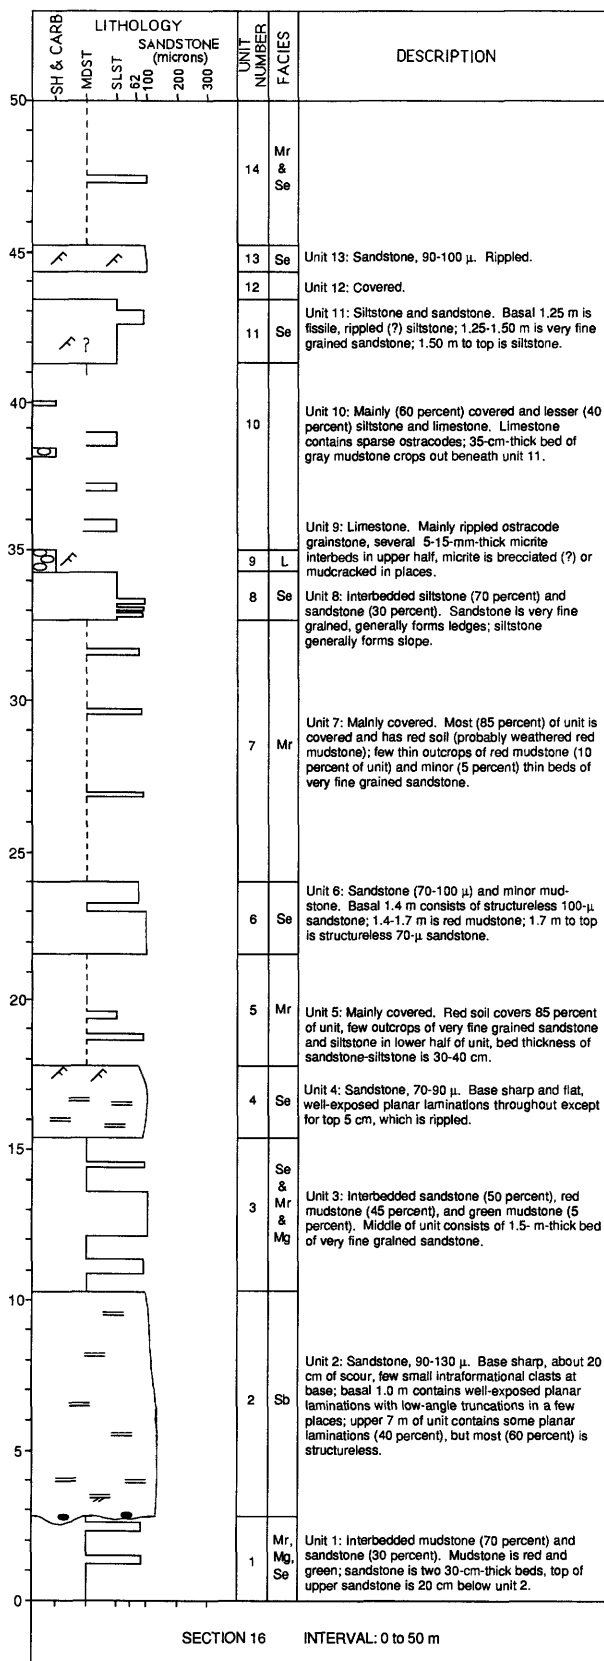 LITHOLOGY
SANDSTONE
(microns)
SH & CARB
MDST
SLST
62
100
200
300
UNIT
NUMBER
FACIES
DESCRIPTION
50
14
Mr
&
Se
45
13
Se
Unit 13: Sandstone, 90-100 µ. Rippled.
12
Unit 12: Covered.
11
Se
Unit 11: Siltstone and sandstone. Basal 1.25 m is
fissile, rippled (?) siltstone; 1.25-1.50 m is very fine
grained sandstone; 1.50 m to top is siltstone.
?
40
10
Unit 10: Mainly (60 percent) covered and lesser (40
percent) siltstone and limestone. Limestone
contains sparse ostracodes; 35-cm-thick bed of
gray mudstone crops out beneath unit 11.
35
9
L
Unit 9: Limestone. Mainly rippled ostracode
grainstone, several 5-15-mm-thick micrite
interbeds in upper half, micrite is brecciated (?) or
mudcracked in places.
8
Se
Unit 8: Interbedded siltstone (70 percent) and
sandstone (30 percent). Sandstone is very fine
grained, generally forms ledges; siltstone
generally forms slope.
30
7
Mr
Unit 7: Mainly covered. Most (85 percent) of unit is
covered and has red soil (probably weathered red
mudstone); few thin outcrops of red mudstone (10
percent of unit) and minor (5 percent) thin beds of
very fine grained sandstone.
25
6
Se
Unit 6: Sandstone (70-100 µ) and minor mud-
stone. Basal 1.4 m consists of structureless 100-µ
sandstone; 1.4-1.7 m is red mudstone; 1.7 m to top
is structureless 70-µ sandstone.
20
5
Mr
Unit 5: Mainly covered. Red soil covers 85 percent
of unit, few outcrops of very fine grained sandstone
and siltstone in lower half of unit, bed thickness of
sandstone-siltstone is 30-40 cm.
4
Se
Unit 4: Sandstone, 70-90 µ. Base sharp and flat,
well-exposed planar laminations throughout except
for top 5 cm, which is rippled.
15
3
Se
&
Mr
&
Mg
Unit 3: Interbedded sandstone (50 percent), red
mudstone (45 percent), and green mudstone (5
percent). Middle of unit consists of 1.5- m-thick bed
of very fine grained sandstone.
10
2
Sb
Unit 2: Sandstone, 90-130 µ. Base sharp, about 20
cm of scour, few small intraformational clasts at
base; basal 1.0 m contains well-exposed planar
laminations with low-angle truncations in a few
places; upper 7 m of unit contains some planar
laminations (40 percent), but most (60 percent) is
structureless.
5
1
Mr,
Mg,
Se
Unit 1: Interbedded mudstone (70 percent) and
sandstone (30 percent). Mudstone is red and
green; sandstone is two 30-cm-thick beds, top of
upper sandstone is 20 cm below unit 2.
0
SECTION 16 INTERVAL: 0 to 50 m